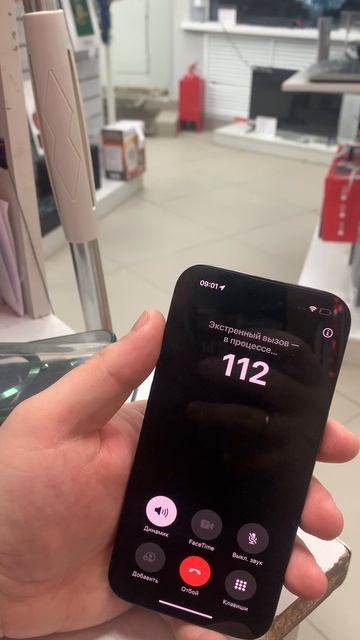 09:01
Экстренный вызов —
в процессе...
112
Динамик
FaceTime
Выкл. звук
Добавить
Отбой
Клавиши